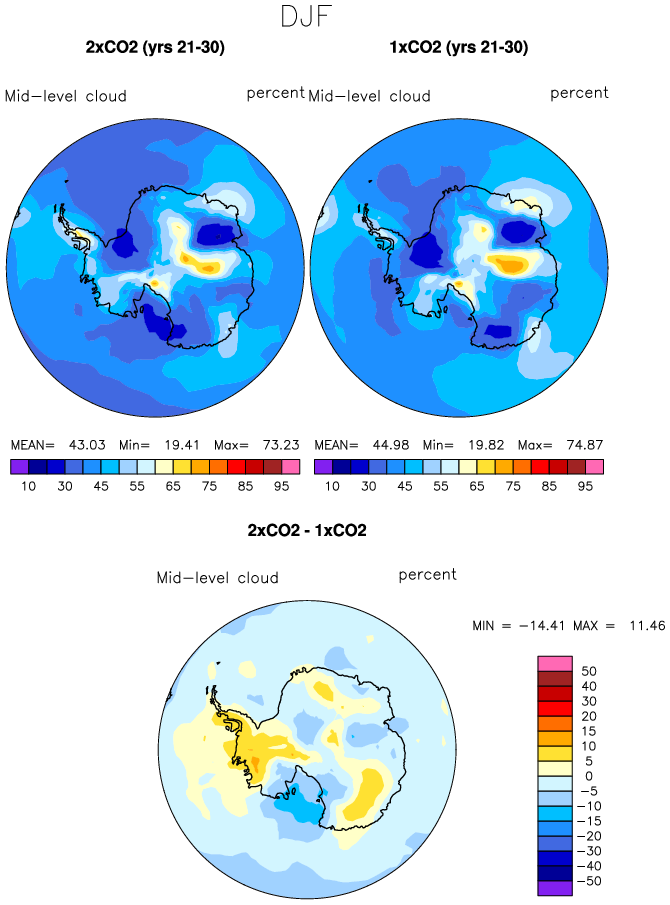 DJF
2xCO2 (yrs 21-30) 1xCO2 (yrs 21-30)
Mid-level cloud percent Mid-level cloud percent
MEAN= 43.03 Min= 19.41 Max= 73.23 MEAN= 44.98 Min= 19.82 Max= 74.87
10 30 45 55 65 75 85 95 10 30 45 55 65 75 85 95
2xCO2 - 1xCO2
Mid-level cloud percent
MIN = -14.41 MAX = 11.46
50
40
30
20
15
10
5
0
-5
-10
-15
-20
-30
-40
-50